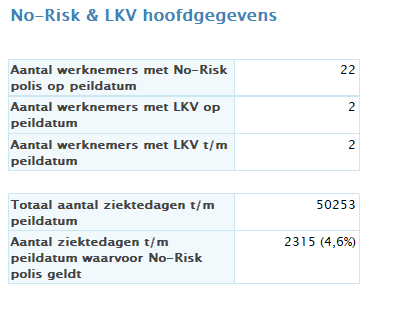 No-Risk & LKV hoofdgegevens
Aantal werknemers met No-Risk 22
polis op peildatum
Aantal werknemers met LKV op 2
peildatum
Aantal werknemers met LKV t/m 2
peildatum
Totaal aantal ziektedagen t/m 50253
peildatum
Aantal ziektedagen t/m 2315 (4,6%)
peildatum waarvoor No-Risk
polis geldt